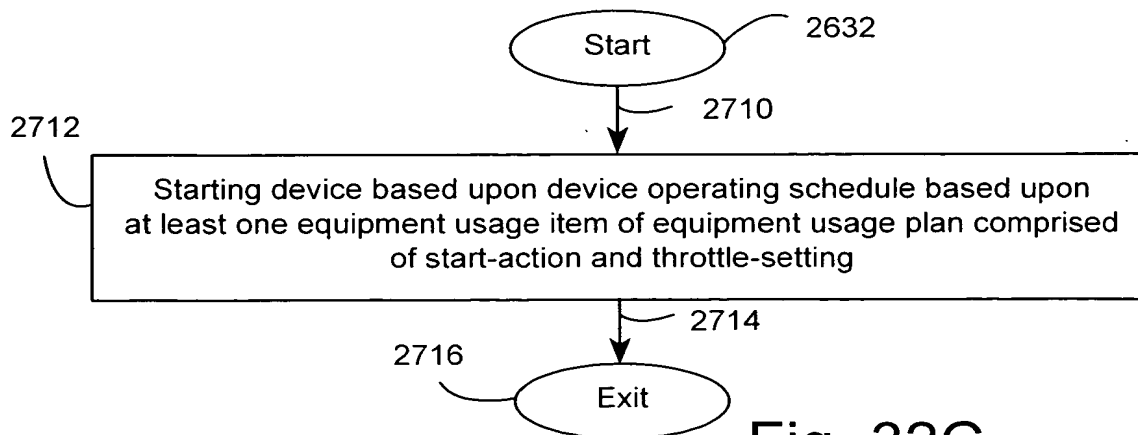 Start
2632
2710
2712
Starting device based upon device operating schedule based upon
at least one equipment usage item of equipment usage plan comprised
of start-action and throttle-setting
2714
2716
Exit